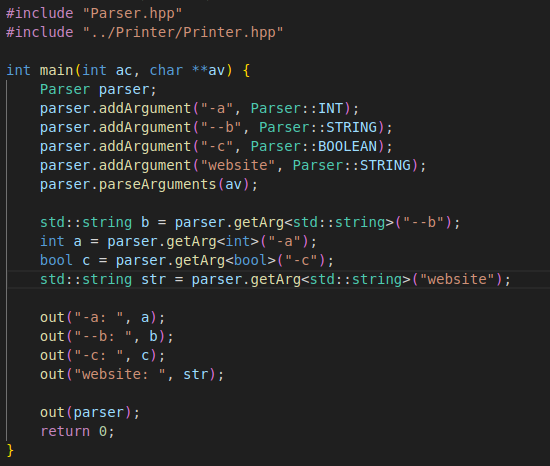 #include "Parser.hpp"
#include "../Printer/Printer.hpp"

int main(int ac, char **av) {
    Parser parser;
    parser.addArgument("-a", Parser::INT);
    parser.addArgument("--b", Parser::STRING);
    parser.addArgument("-c", Parser::BOOLEAN);
    parser.addArgument("website", Parser::STRING);
    parser.parseArguments(av);

    std::string b = parser.getArg<std::string>("--b");
    int a = parser.getArg<int>("-a");
    bool c = parser.getArg<bool>("-c");
    std::string str = parser.getArg<std::string>("website");

    out("-a: ", a);
    out("--b: ", b);
    out("-c: ", c);
    out("website: ", str);

    out(parser);
    return 0;
}